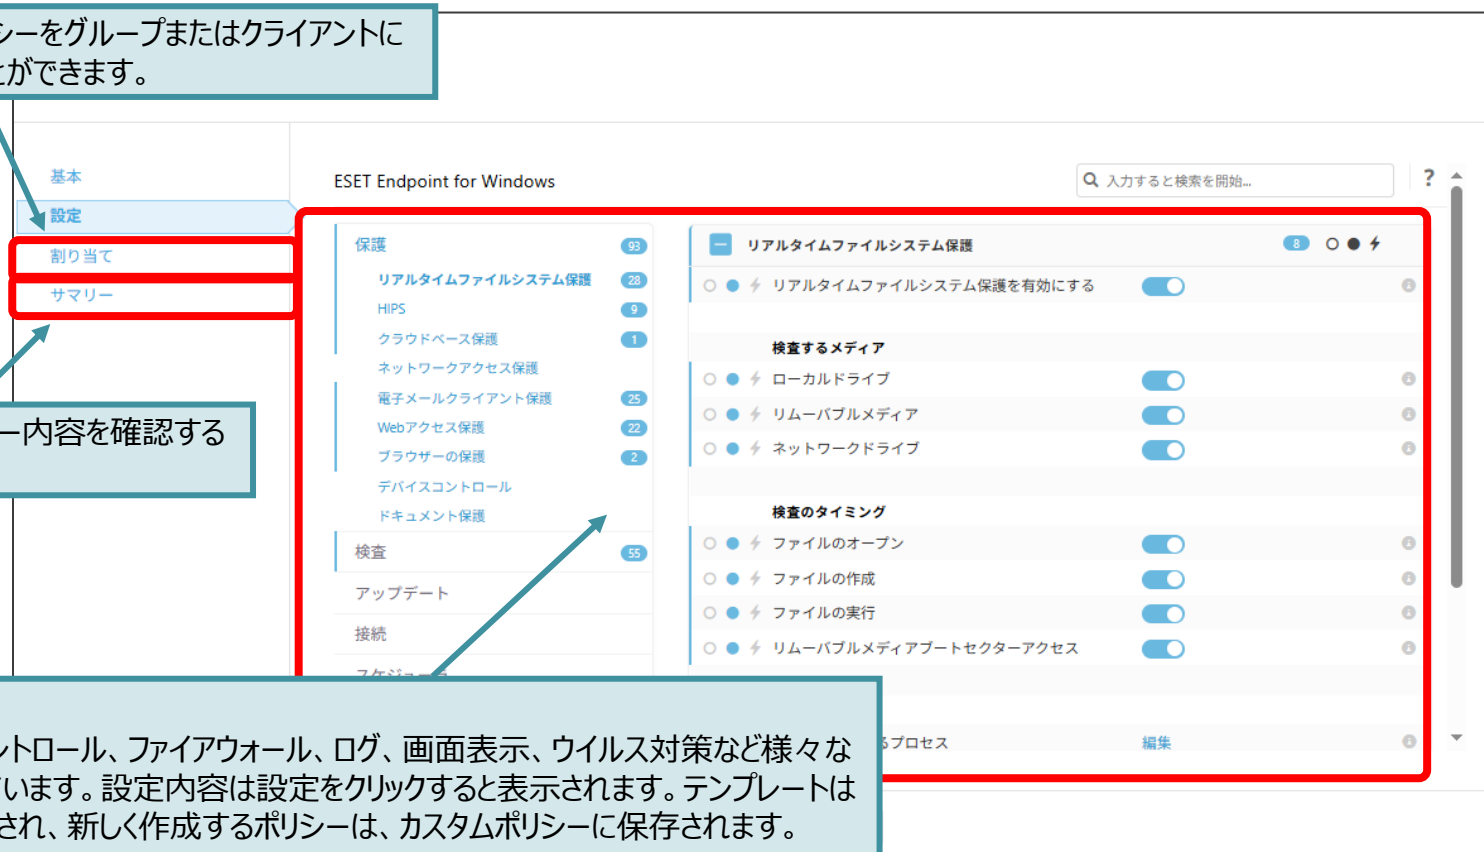 シーをグループまたはクライアントに
とができます。
基本
設定
割り当て
サマリー
ー内容を確認する
ESET Endpoint for Windows
入力すると検索を開始...
?
保護 93
リアルタイムファイルシステム保護 28
HIPS 9
クラウドベース保護 1
ネットワークアクセス保護
電子メールクライアント保護 25
Webアクセス保護 22
ブラウザーの保護 2
デバイスコントロール
ドキュメント保護
検査 55
アップデート
接続
リアルタイムファイルシステム保護 8
リアルタイムファイルシステム保護を有効にする
検査するメディア
ローカルドライブ
リムーバブルメディア
ネットワークドライブ
検査のタイミング
ファイルのオープン
ファイルの作成
ファイルの実行
リムーバブルメディアブートセクターアクセス
るプロセス 編集
ントロール、ファイアウォール、ログ、画面表示、ウイルス対策など様々な
ています。設定内容は設定をクリックすると表示されます。テンプレートは
され、新しく作成するポリシーは、カスタムポリシーに保存されます。